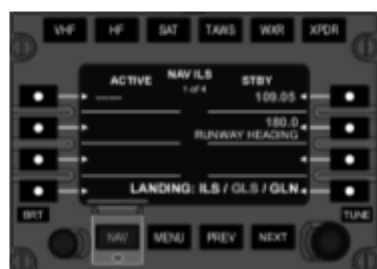 VHF HF SAT TAWS WXR XPDR
NAV ILS
ACTIVE STBY
1 of 4
----- 109.05
180.0
RUNWAY HEADING
LANDING: ILS / GLS / GLN
BRT TUNE
NAV MENU PREV NEXT